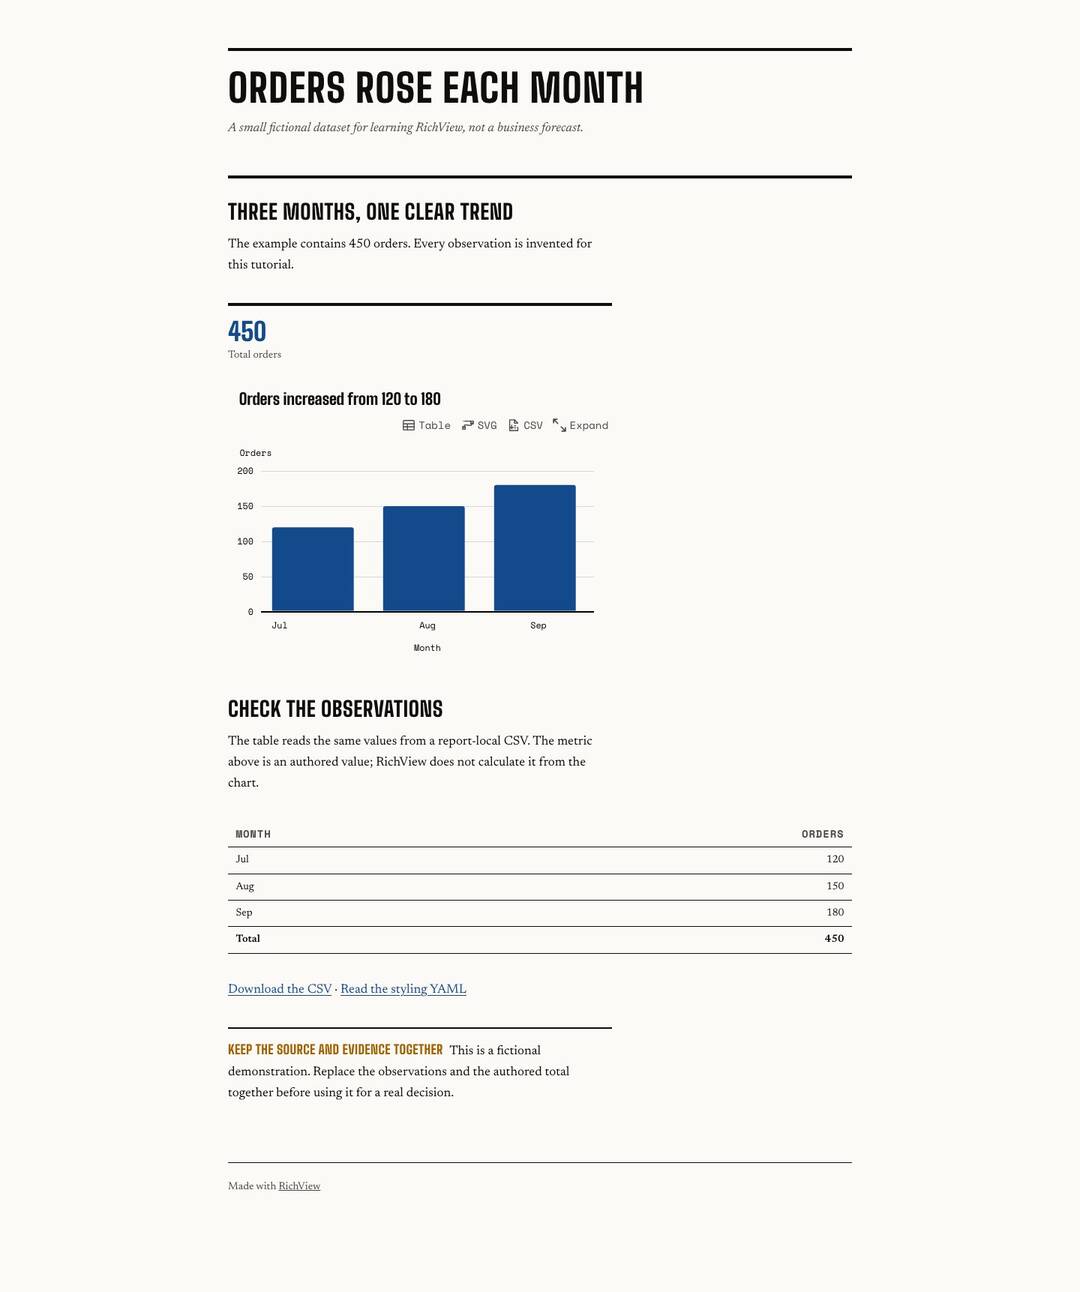 ORDERS ROSE EACH MONTH
A small fictional dataset for learning RichView, not a business forecast.
THREE MONTHS, ONE CLEAR TREND
The example contains 450 orders. Every observation is invented for
this tutorial.
450
Total orders
Orders increased from 120 to 180
Table SVG CSV Expand
Orders
200
150
100
50
0
Jul Aug Sep
Month
CHECK THE OBSERVATIONS
The table reads the same values from a report-local CSV. The metric
above is an authored value; RichView does not calculate it from the
chart.
MONTH ORDERS
Jul 120
Aug 150
Sep 180
Total 450
Download the CSV · Read the styling YAML
KEEP THE SOURCE AND EVIDENCE TOGETHER This is a fictional
demonstration. Replace the observations and the authored total
together before using it for a real decision.
Made with RichView